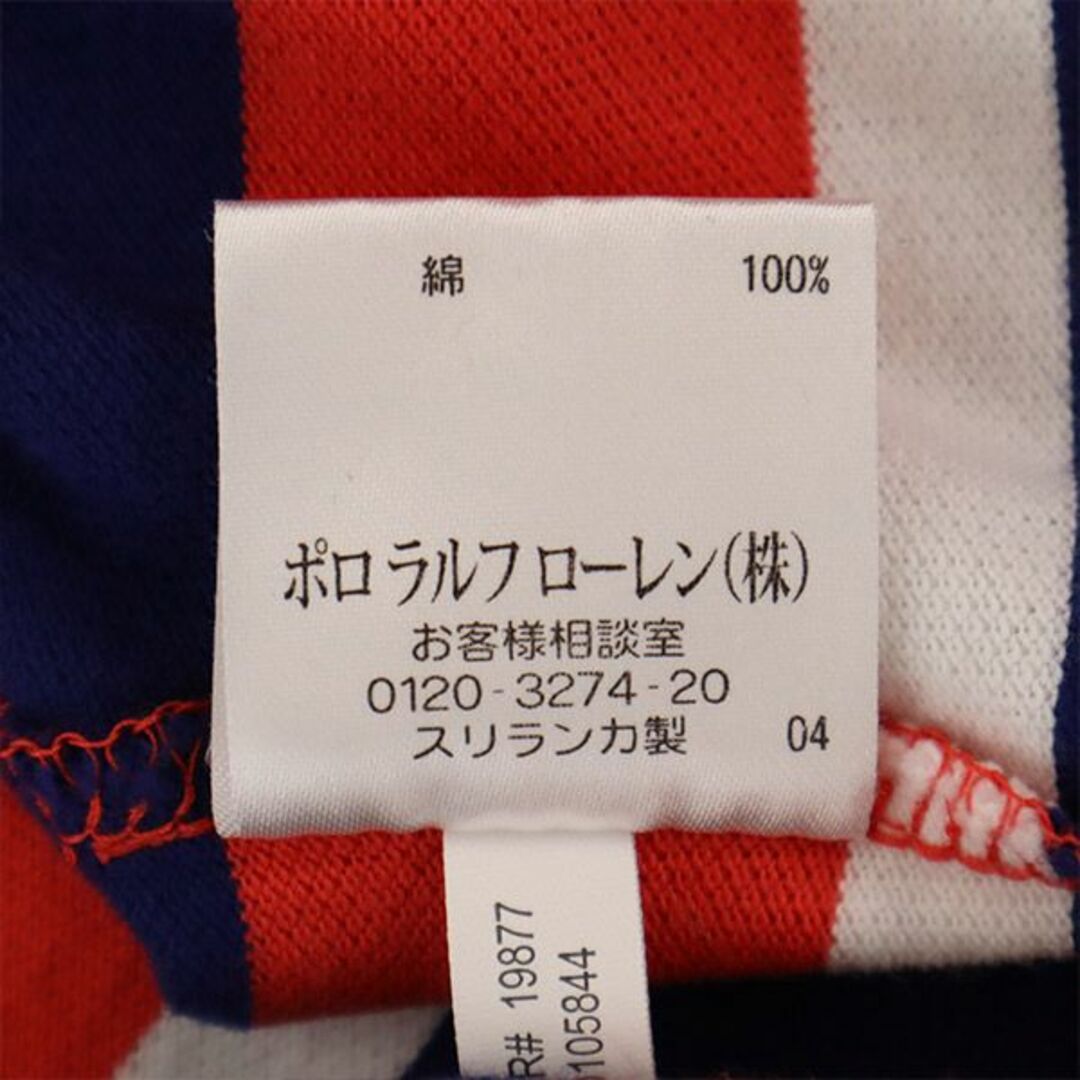 綿 100%
ポロ ラルフ ローレン(株)
お客様相談室
0120-3274-20
スリランカ製 04
R# 19877
105844